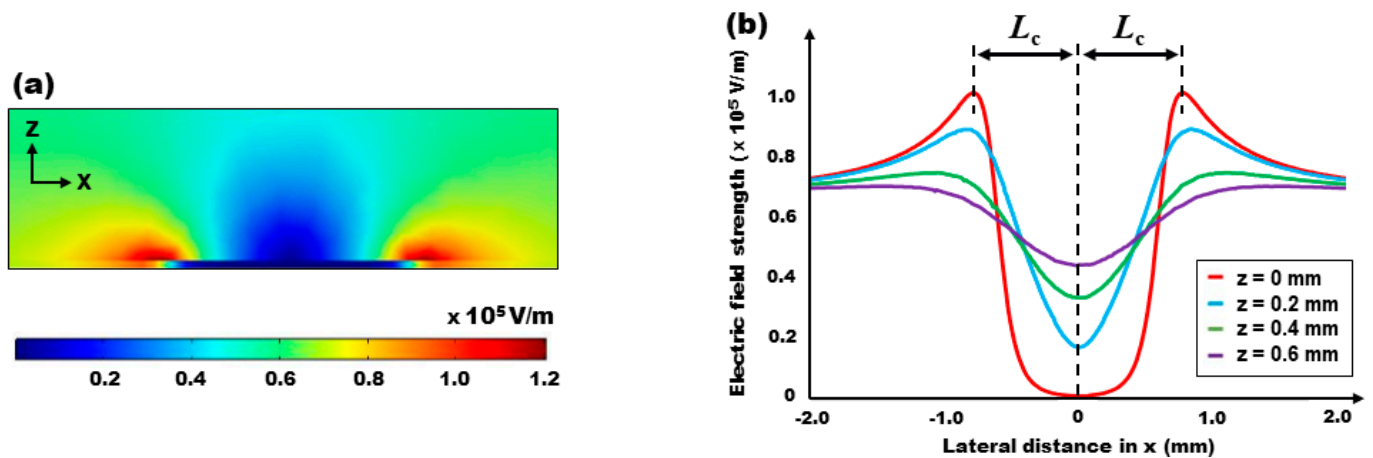 (a)
z
x
x 10⁵ V/m
0.2 0.4 0.6 0.8 1.0 1.2
(b)
Lc Lc
Electric field strength ( x 10⁵ V/m)
1.0
0.8
0.6
0.4
0.2
0
z = 0 mm
z = 0.2 mm
z = 0.4 mm
z = 0.6 mm
-2.0 -1.0 0 1.0 2.0
Lateral distance in x (mm)